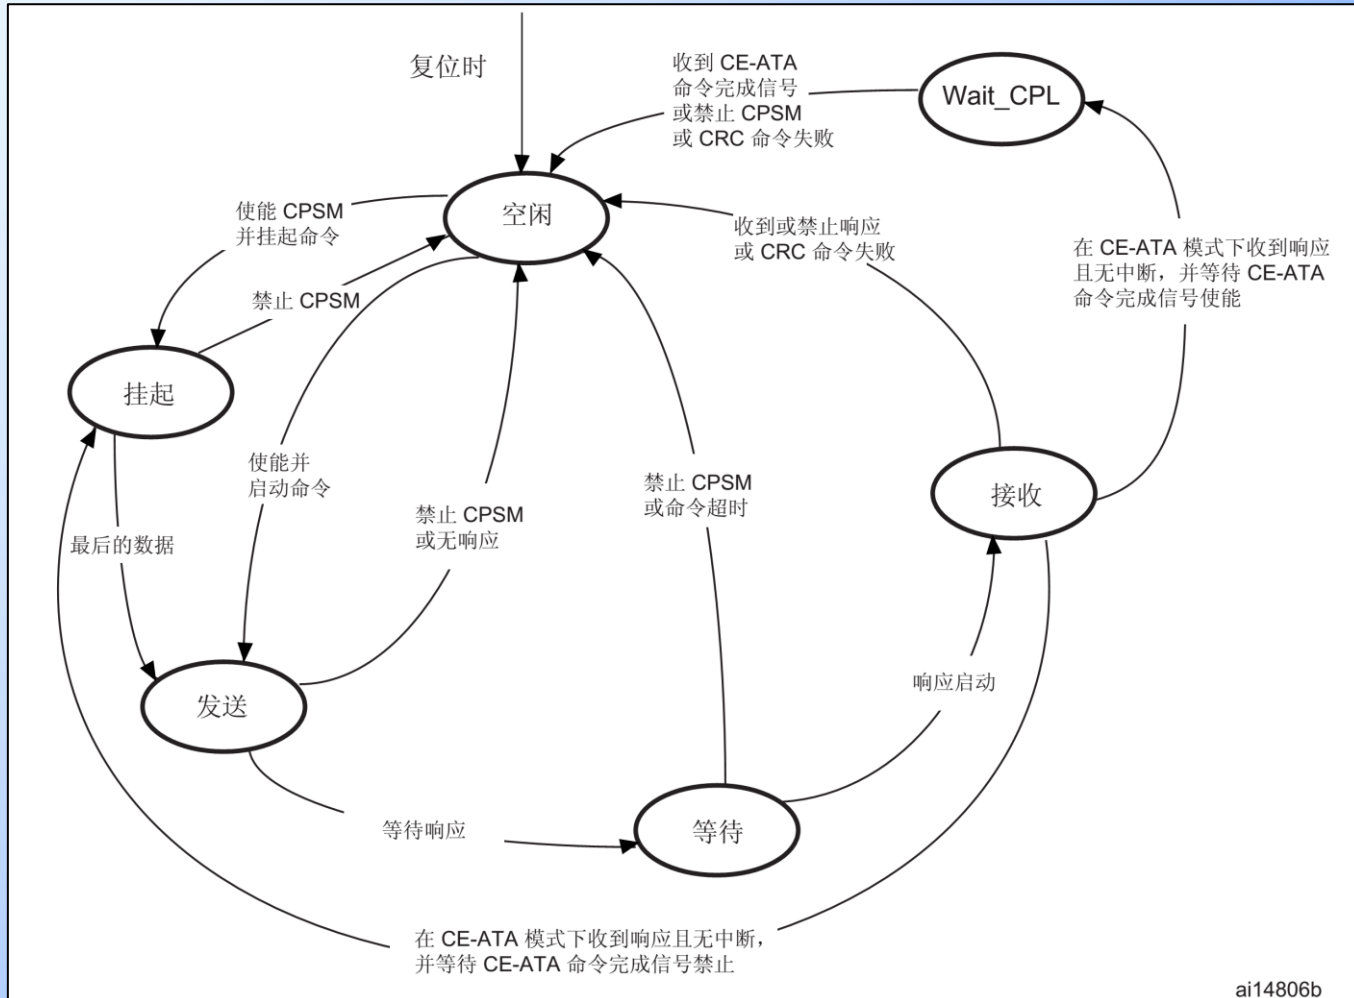 复位时
收到 CE-ATA
命令完成信号
或禁止 CPSM
或 CRC 命令失败
Wait_CPL
使能 CPSM
并挂起命令
空闲
收到或禁止响应
或 CRC 命令失败
在 CE-ATA 模式下收到响应
且无中断，并等待 CE-ATA
命令完成信号使能
禁止 CPSM
挂起
使能并
启动命令
禁止 CPSM
或无响应
禁止 CPSM
或命令超时
接收
最后的数据
发送
响应启动
等待响应
等待
在 CE-ATA 模式下收到响应且无中断，
并等待 CE-ATA 命令完成信号禁止
ai14806b